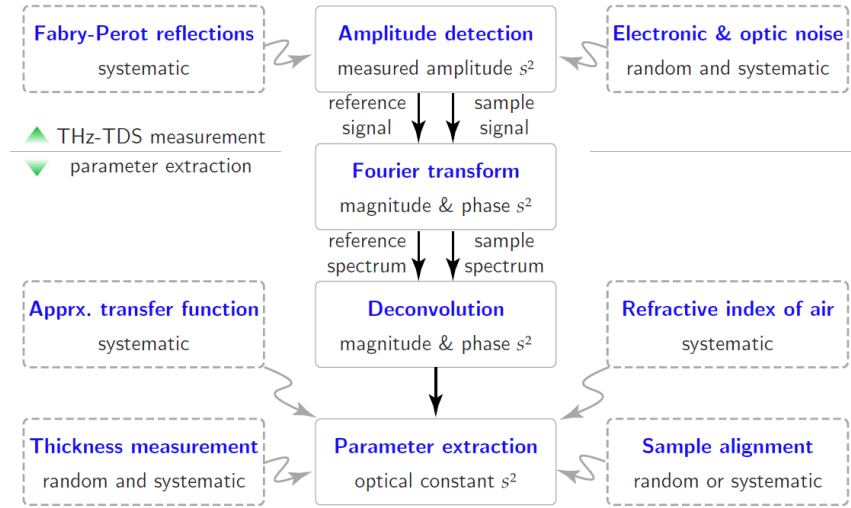 Fabry-Perot reflections
systematic
Amplitude detection
measured amplitude s²
Electronic & optic noise
random and systematic
reference
signal
sample
signal
THz-TDS measurement
parameter extraction
Fourier transform
magnitude & phase s²
reference
spectrum
sample
spectrum
Apprx. transfer function
systematic
Deconvolution
magnitude & phase s²
Refractive index of air
systematic
Thickness measurement
random and systematic
Parameter extraction
optical constant s²
Sample alignment
random or systematic